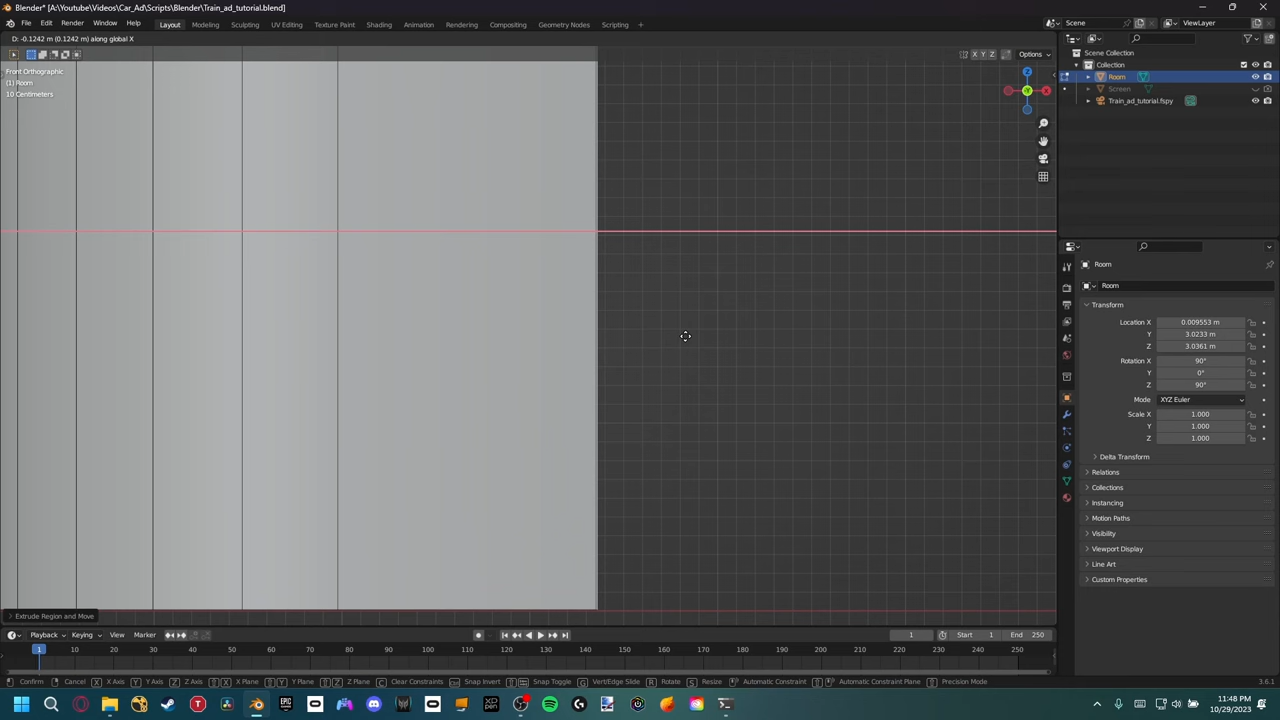 Blender* [A:\Youtube\Videos\Car_Ad\Scripts\Blender\Train_ad_tutorial.blend]
File Edit Render Window Help Layout Modeling Sculpting UV Editing Texture Paint Shading Animation Rendering Compositing Geometry Nodes Scripting + Scene ViewLayer
D: -0.1242 m (0.1242 m) along global X
X Y Z Options
Front Orthographic
(1) Room
10 Centimeters
Z
Y
X
Scene Collection
Collection
Room
Screen
Train_ad_tutorial.fspy
Room
Room
Transform
Location X 0.009553 m
Y 3.0233 m
Z 3.0361 m
Rotation X 90°
Y 0°
Z 90°
Mode XYZ Euler
Scale X 1.000
Y 1.000
Z 1.000
Delta Transform
Relations
Collections
Instancing
Motion Paths
Visibility
Viewport Display
Line Art
Custom Properties
Extrude Region and Move
Playback Keying View Marker 1 Start 1 End 250
1 10 20 30 40 50 60 70 80 90 100 110 120 130 140 150 160 170 180 190 200 210 220 230 240 250
Confirm Cancel X X Axis Y Y Axis Z Z Axis X X Plane Y Y Plane Z Z Plane C Clear Constraints Snap Invert Snap Toggle G Vert/Edge Slide R Rotate S Resize Automatic Constraint Automatic Constraint Plane Precision Mode 3.6.1
11:48 PM
10/29/2023